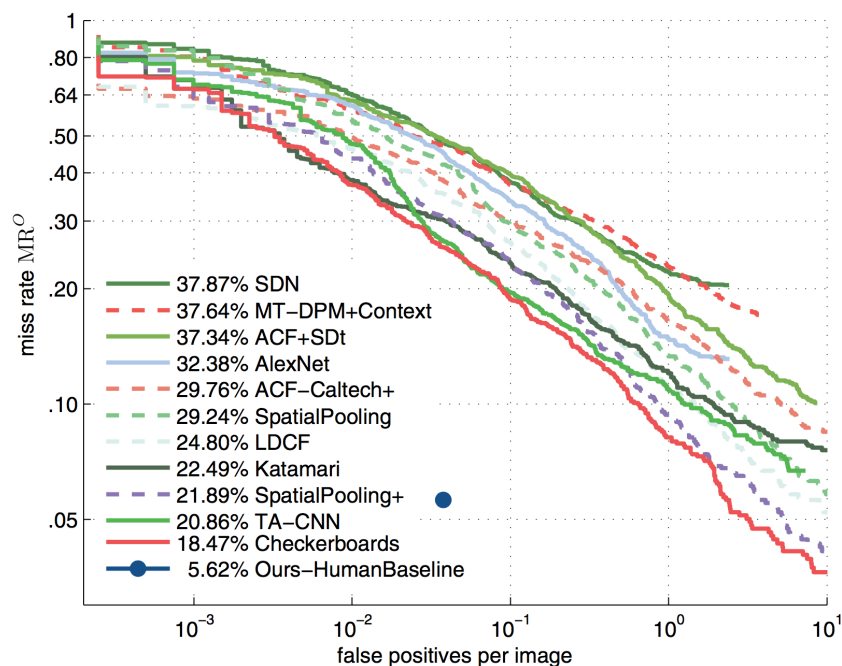 1
.80
.64
.50
.40
.30
.20
.10
.05
miss rate MR^O
37.87% SDN
37.64% MT−DPM+Context
37.34% ACF+SDt
32.38% AlexNet
29.76% ACF−Caltech+
29.24% SpatialPooling
24.80% LDCF
22.49% Katamari
21.89% SpatialPooling+
20.86% TA−CNN
18.47% Checkerboards
5.62% Ours−HumanBaseline
10^−3 10^−2 10^−1 10^0 10^1
false positives per image